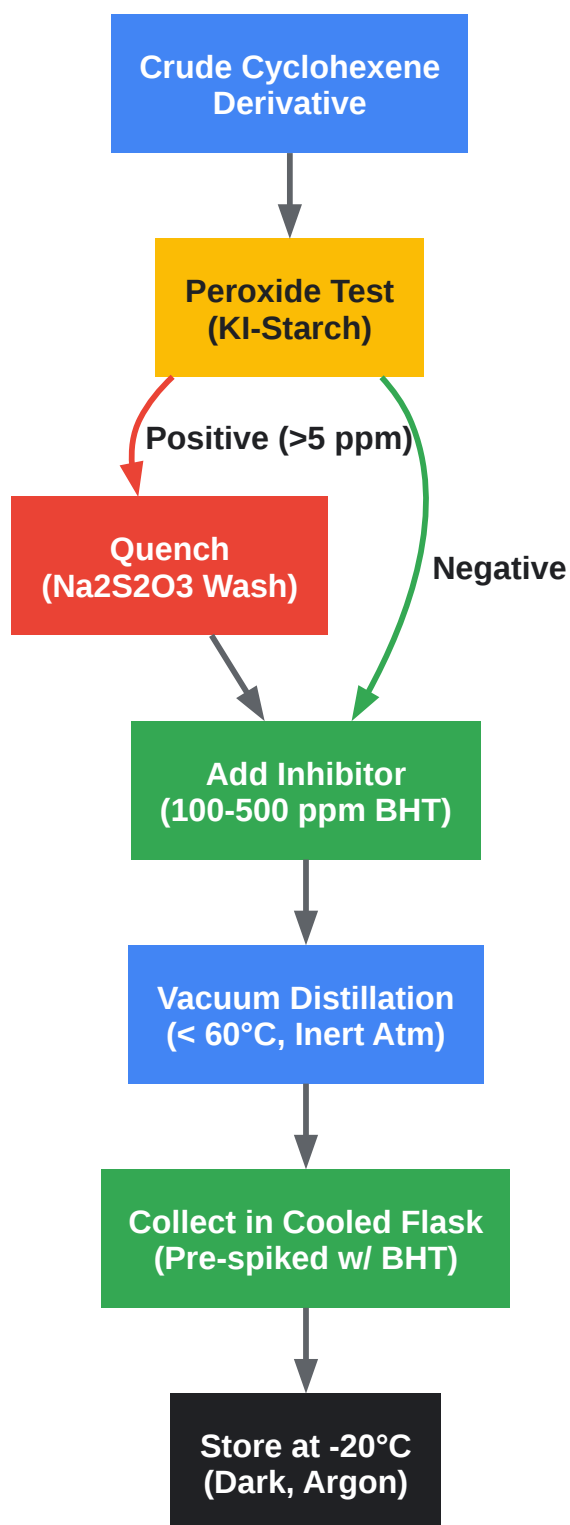 Crude Cyclohexene
Derivative
Peroxide Test
(KI-Starch)
Positive (>5 ppm)
Quench
(Na2S2O3 Wash)
Negative
Add Inhibitor
(100-500 ppm BHT)
Vacuum Distillation
(< 60°C, Inert Atm)
Collect in Cooled Flask
(Pre-spiked w/ BHT)
Store at -20°C
(Dark, Argon)